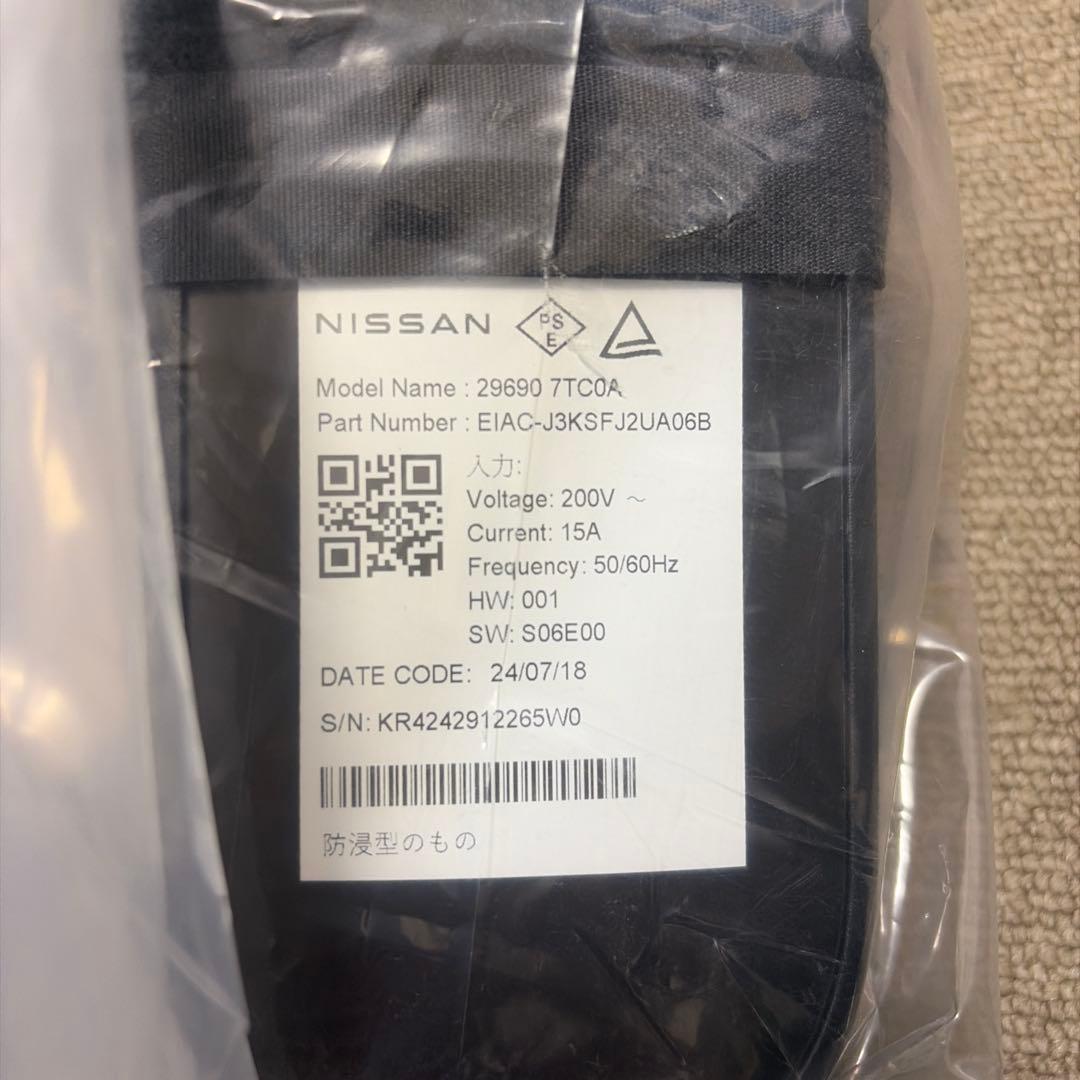 NISSAN
PS
E
Model Name : 29690 7TC0A
Part Number : EIAC-J3KSFJ2UA06B
入力:
Voltage: 200V ~
Current: 15A
Frequency: 50/60Hz
HW: 001
SW: S06E00
DATE CODE: 24/07/18
S/N: KR4242912265W0
防浸型のもの